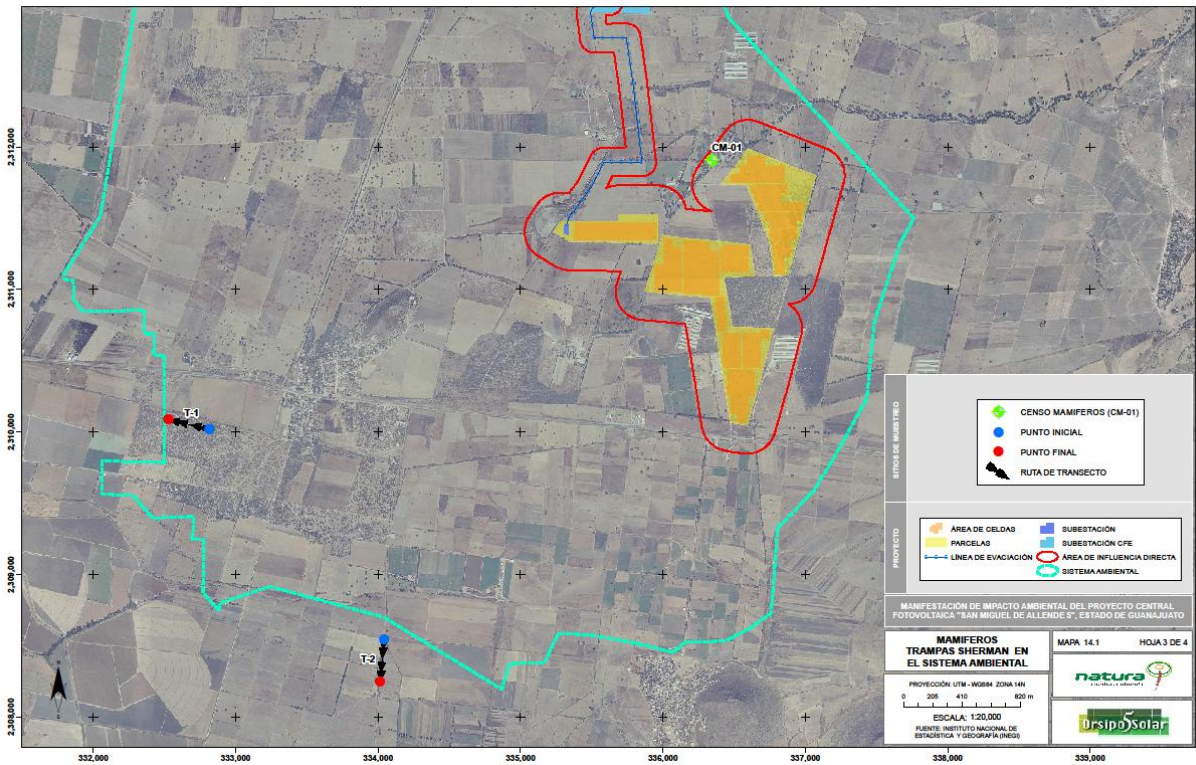 CM-01
T-1
T-2
2,312,000
2,311,000
2,310,000
2,309,000
2,308,000
332,000
333,000
334,000
335,000
336,000
337,000
338,000
339,000
SITIOS DE MUESTREO
CENSO MAMIFEROS (CM-01)
PUNTO INICIAL
PUNTO FINAL
RUTA DE TRANSECTO
PROYECTO
ÁREA DE CELDAS
PARCELAS
LÍNEA DE EVACIACIÓN
SUBESTACIÓN
SUBESTACIÓN CFE
ÁREA DE INFLUENCIA DIRECTA
SISTEMA AMBIENTAL
MANIFESTACIÓN DE IMPACTO AMBIENTAL DEL PROYECTO CENTRAL
FOTOVOLTAICA "SAN MIGUEL DE ALLENDE 5", ESTADO DE GUANAJUATO
MAMIFEROS
TRAMPAS SHERMAN EN
EL SISTEMA AMBIENTAL
MAPA 14.1 HOJA 3 DE 4
PROYECCIÓN: UTM - WGS84 ZONA 14N
0 205 410 820 m
ESCALA: 1:20,000
FUENTE: INSTITUTO NACIONAL DE
ESTADÍSTICA Y GEOGRAFÍA (INEGI)
natura
Orsipo5Solar